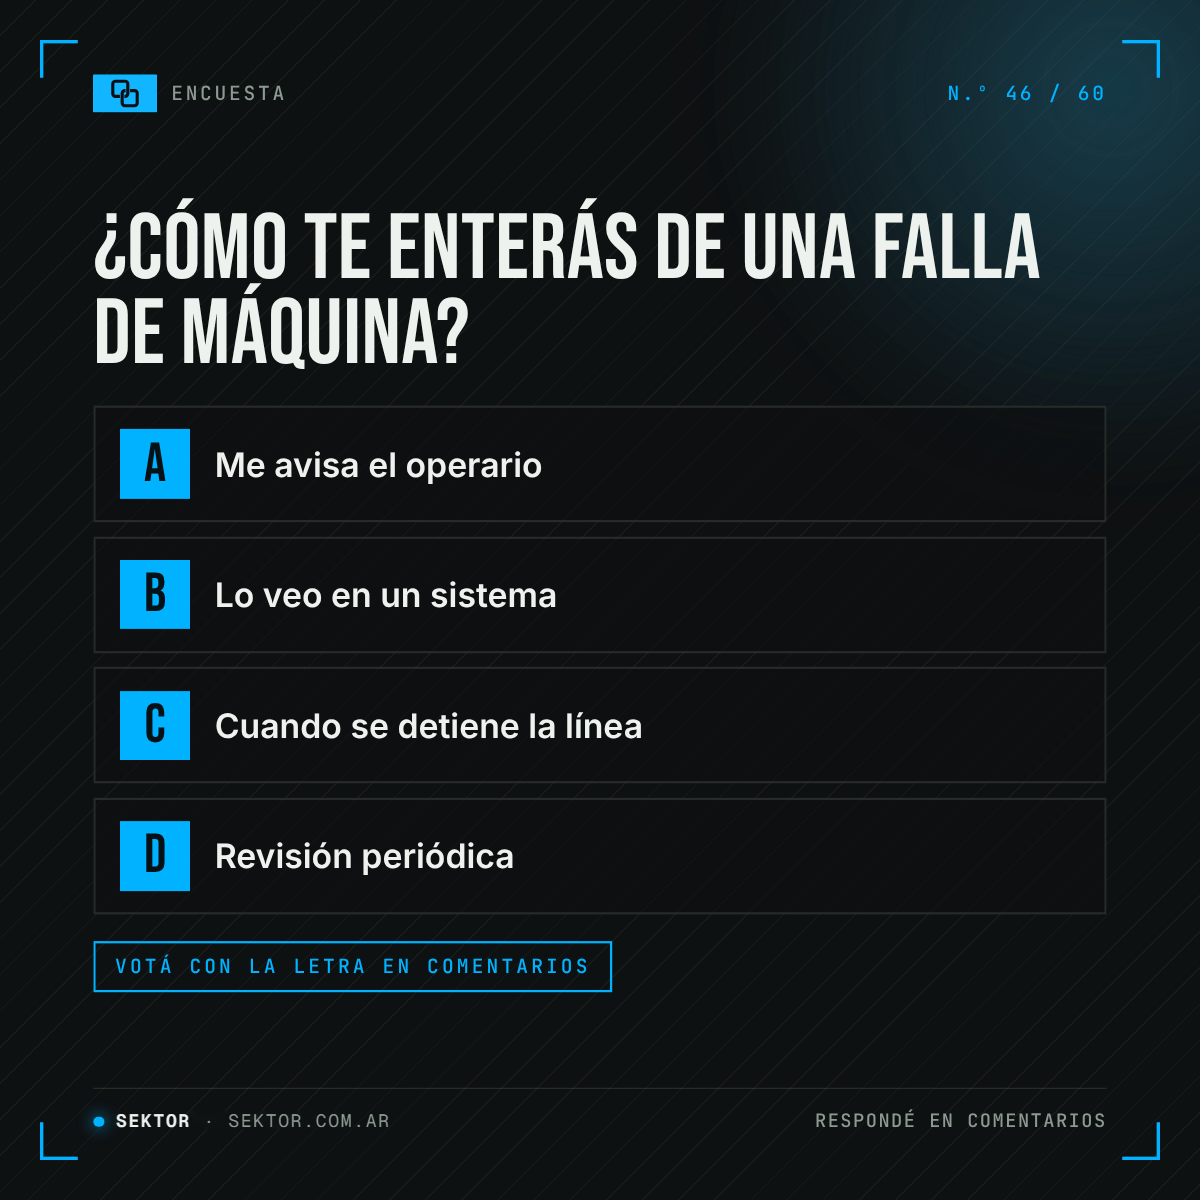 ENCUESTA
N.° 46 / 60
¿CÓMO TE ENTERÁS DE UNA FALLA
DE MÁQUINA?
A Me avisa el operario
B Lo veo en un sistema
C Cuando se detiene la línea
D Revisión periódica
VOTÁ CON LA LETRA EN COMENTARIOS
SEKTOR · SEKTOR.COM.AR
RESPONDÉ EN COMENTARIOS